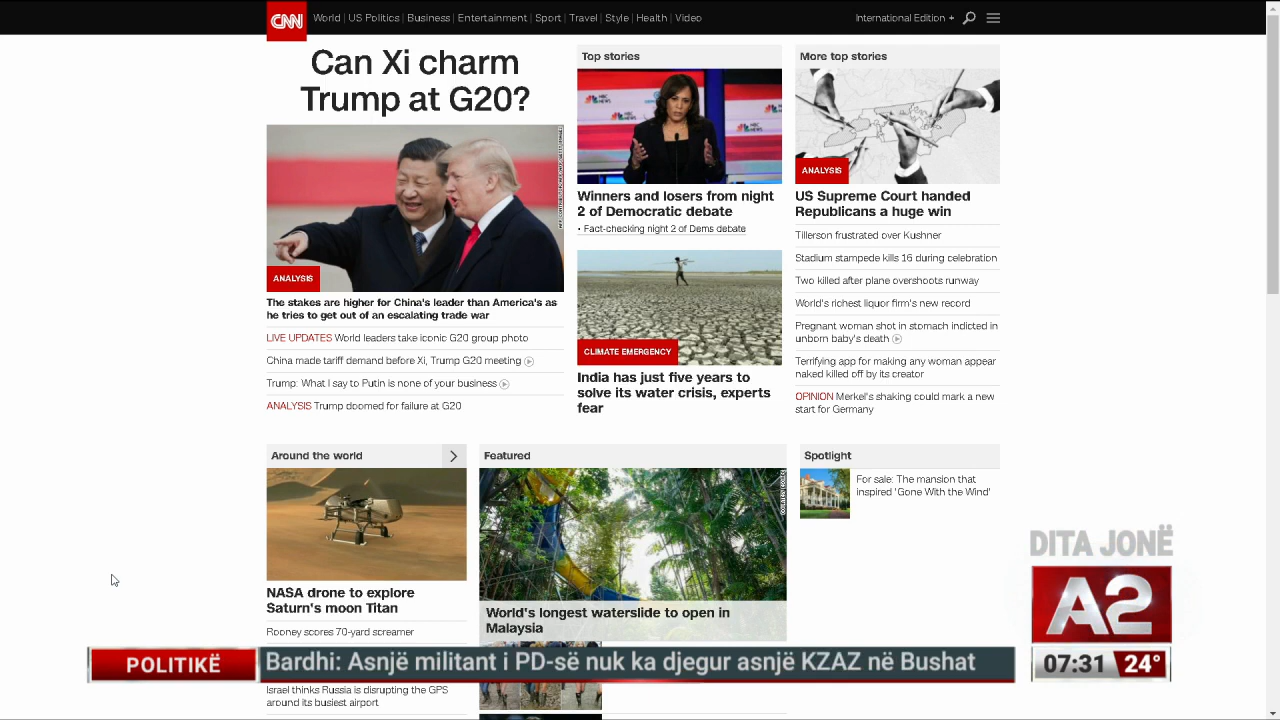 CNN
World | US Politics | Business | Entertainment | Sport | Travel | Style | Health | Video
International Edition +
Can Xi charm
Trump at G20?
ANALYSIS
The stakes are higher for China's leader than America's as
he tries to get out of an escalating trade war
LIVE UPDATES World leaders take iconic G20 group photo
China made tariff demand before Xi, Trump G20 meeting
Trump: What I say to Putin is none of your business
ANALYSIS Trump doomed for failure at G20
Top stories
NBC NEWS
NBC NEWS
Winners and losers from night
2 of Democratic debate
• Fact-checking night 2 of Dems debate
CLIMATE EMERGENCY
India has just five years to
solve its water crisis, experts
fear
More top stories
ANALYSIS
US Supreme Court handed
Republicans a huge win
Tillerson frustrated over Kushner
Stadium stampede kills 16 during celebration
Two killed after plane overshoots runway
World's richest liquor firm's new record
Pregnant woman shot in stomach indicted in
unborn baby's death
Terrifying app for making any woman appear
naked killed off by its creator
OPINION Merkel's shaking could mark a new
start for Germany
Around the world
NASA drone to explore
Saturn's moon Titan
Rooney scores 70-yard screamer
Israel thinks Russia is disrupting the GPS
around its busiest airport
Featured
World's longest waterslide to open in
Malaysia
Spotlight
For sale: The mansion that
inspired 'Gone With the Wind'
DITA JONË
A2
07:31 24°
POLITIKË
Bardhi: Asnjë militant i PD-së nuk ka djegur asnjë KZAZ në Bushat